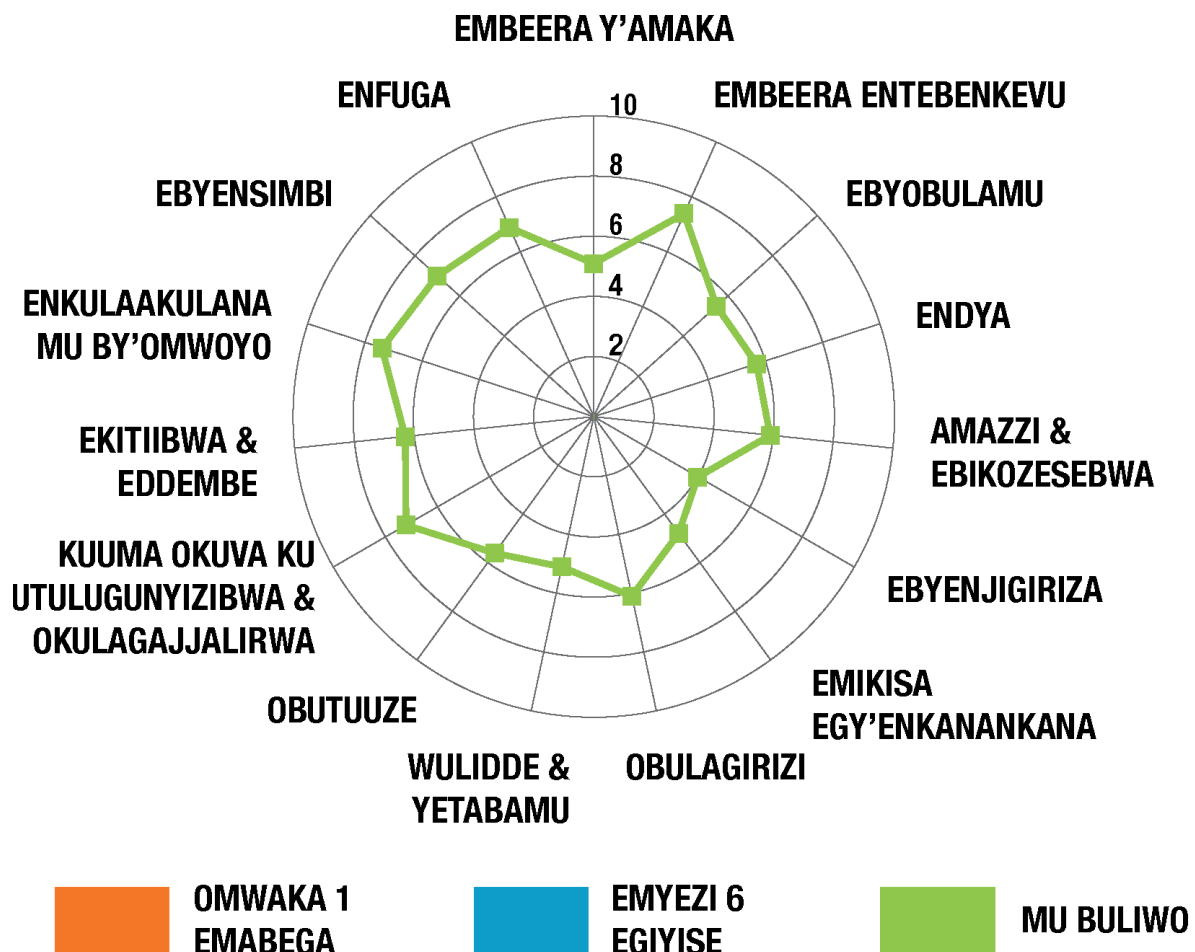 EMBEERA Y’AMAKA
ENFUGA
EMBEERA ENTEBENKEVU
EBYENSIMBI
EBYOBULAMU
ENKULAAKULANA
MU BY’OMWOYO
ENDYA
EKITIIBWA &
EDDEMBE
AMAZZI &
EBIKOZESEBWA
KUUMA OKUVA KU
UTULUGUNYIZIBWA &
OKULAGAJJALIRWA
EBYENJIGIRIZA
OBUTUUZE
EMIKISA
EGY’ENKANANKANA
WULIDDE &
YETABAMU
OBULAGIRIZI
10
8
6
4
2
OMWAKA 1
EMABEGA
EMYEZI 6
EGIYISE
MU BULIWO